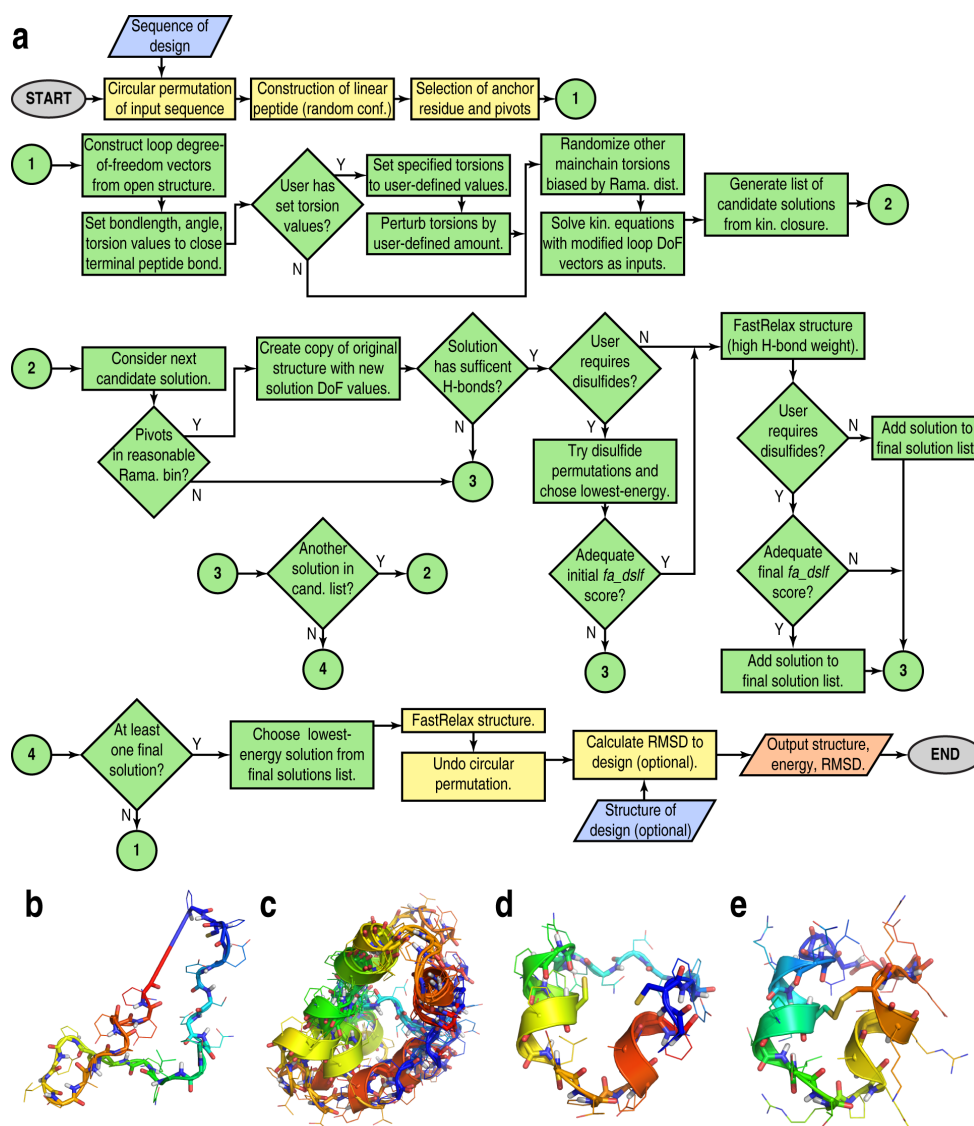 a
Sequence of
design
START
Circular permutation
of input sequence
Construction of linear
peptide (random conf.)
Selection of anchor
residue and pivots
1
1
Construct loop degree-
of-freedom vectors
from open structure.
Set bondlength, angle,
torsion values to close
terminal peptide bond.
User has
set torsion
values?
Y
N
Set specified torsions
to user-defined values.
Perturb torsions by
user-defined amount.
Randomize other
mainchain torsions
biased by Rama. dist.
Solve kin. equations
with modified loop DoF
vectors as inputs.
Generate list of
candidate solutions
from kin. closure.
2
2
Consider next
candidate solution.
Pivots
in reasonable
Rama. bin?
Y
N
Create copy of original
structure with new
solution DoF values.
Solution
has sufficent
H-bonds?
Y
N
3
User
requires
disulfides?
N
Y
Try disulfide
permutations and
chose lowest-energy.
Adequate
initial fa_dslf
score?
Y
N
3
FastRelax structure
(high H-bond weight).
User
requires
disulfides?
N
Y
Add solution to
final solution list.
Adequate
final fa_dslf
score?
N
Y
Add solution to
final solution list.
3
3
Another
solution in
cand. list?
Y
2
N
4
4
At least
one final
solution?
Y
N
1
Choose lowest-
energy solution from
final solutions list.
FastRelax structure.
Undo circular
permutation.
Calculate RMSD to
design (optional).
Structure of
design (optional)
Output structure,
energy, RMSD.
END
b
c
d
e